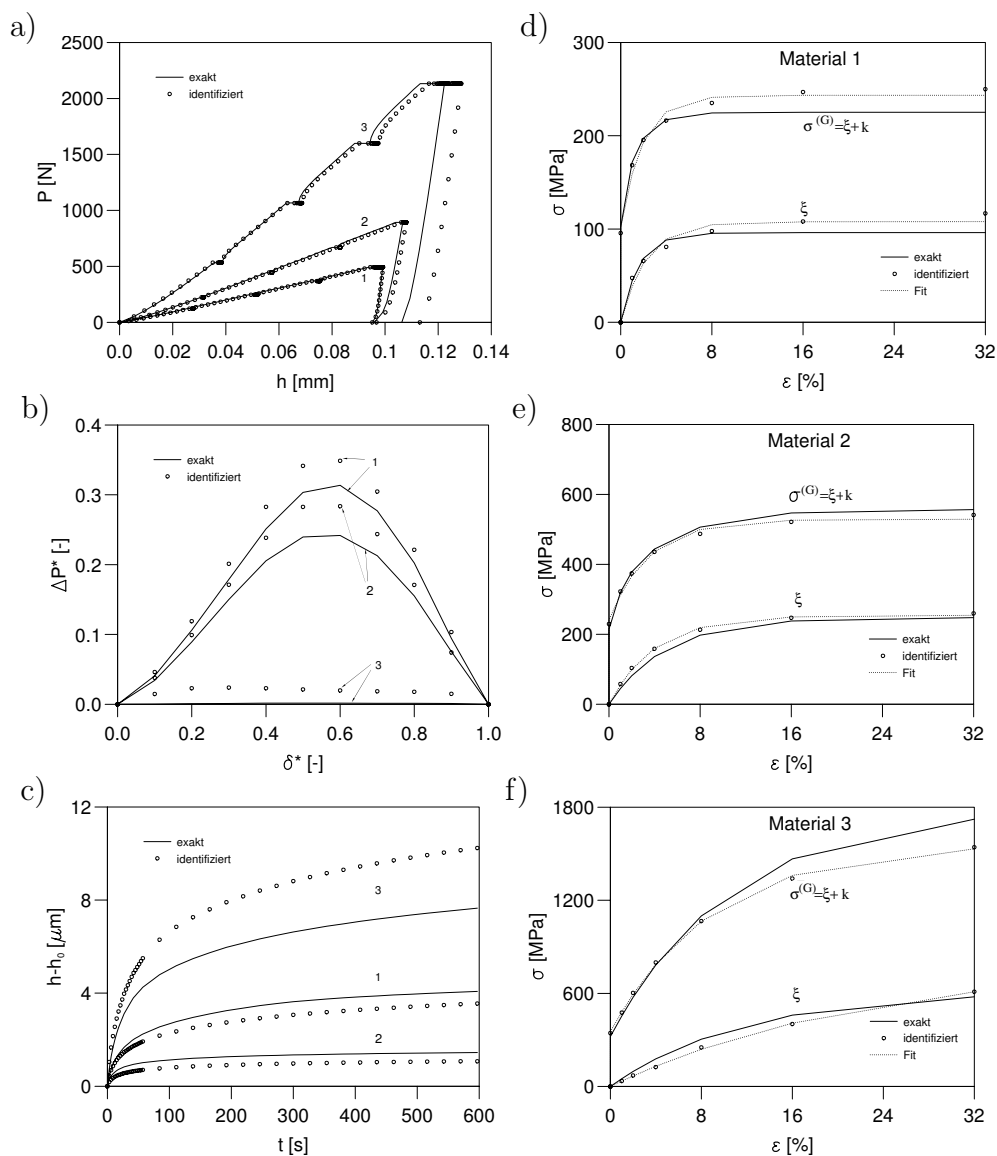 a)
2500
2000
1500
1000
500
0
P [N]
exakt
identifiziert
3
2
1
0.0 0.02 0.04 0.06 0.08 0.10 0.12 0.14
h [mm]
b)
0.4
0.3
0.2
0.1
0.0
ΔP* [-]
exakt
identifiziert
1
2
3
0.0 0.2 0.4 0.6 0.8 1.0
δ* [-]
c)
12
8
4
0
h-h₀ [μm]
exakt
identifiziert
3
1
2
0 100 200 300 400 500 600
t [s]
d)
300
200
100
0
σ [MPa]
Material 1
σ⁽ᴳ⁾=ξ+k
ξ
exakt
identifiziert
Fit
0 8 16 24 32
ε [%]
e)
800
600
400
200
0
σ [MPa]
Material 2
σ⁽ᴳ⁾=ξ+k
ξ
exakt
identifiziert
Fit
0 8 16 24 32
ε [%]
f)
1800
1200
600
0
σ [MPa]
Material 3
σ⁽ᴳ⁾=ξ+k
ξ
exakt
identifiziert
Fit
0 8 16 24 32
ε [%]